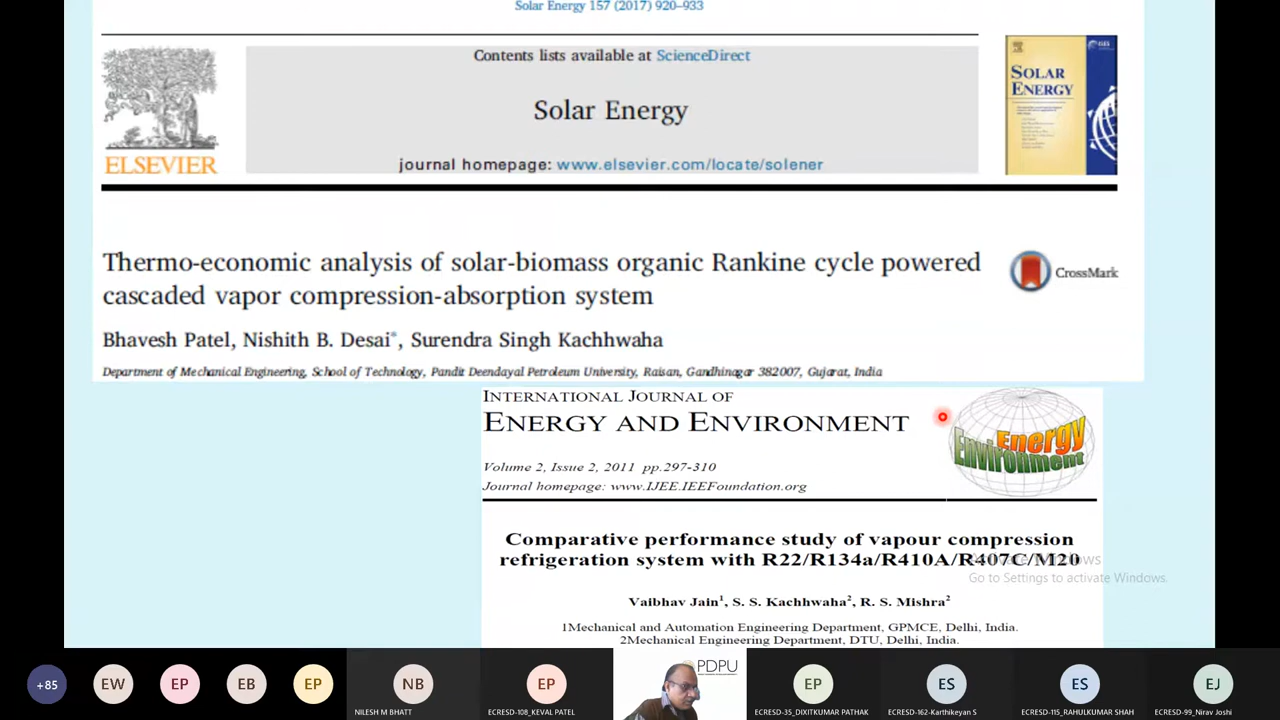 Solar Energy 157 (2017) 920–933
Contents lists available at ScienceDirect
Solar Energy
journal homepage: www.elsevier.com/locate/solener
ELSEVIER
SOLAR
ENERGY
Thermo-economic analysis of solar-biomass organic Rankine cycle powered
cascaded vapor compression-absorption system
CrossMark
Bhavesh Patel, Nishith B. Desai*, Surendra Singh Kachhwaha
Department of Mechanical Engineering, School of Technology, Pandit Deendayal Petroleum University, Raisan, Gandhinagar 382007, Gujarat, India
INTERNATIONAL JOURNAL OF
ENERGY AND ENVIRONMENT
Energy
Environment
Volume 2, Issue 2, 2011 pp.297-310
Journal homepage: www.IJEE.IEEFoundation.org
Comparative performance study of vapour compression
refrigeration system with R22/R134a/R410A/R407C/M20
Activate Windows
Go to Settings to activate Windows.
Vaibhav Jain1, S. S. Kachhwaha2, R. S. Mishra2
1Mechanical and Automation Engineering Department, GPMCE, Delhi, India.
2Mechanical Engineering Department, DTU, Delhi, India.
+85
EW
EP
EB
EP
NB
EP
PDPU
EP
ES
ES
EJ
NILESH M BHATT
ECRESD-108_KEVAL PATEL
ECRESD-35_DIXITKUMAR PATHAK
ECRESD-162-Karthikeyan S
ECRESD-115_RAHULKUMAR SHAH
ECRESD-99_Nirav Joshi